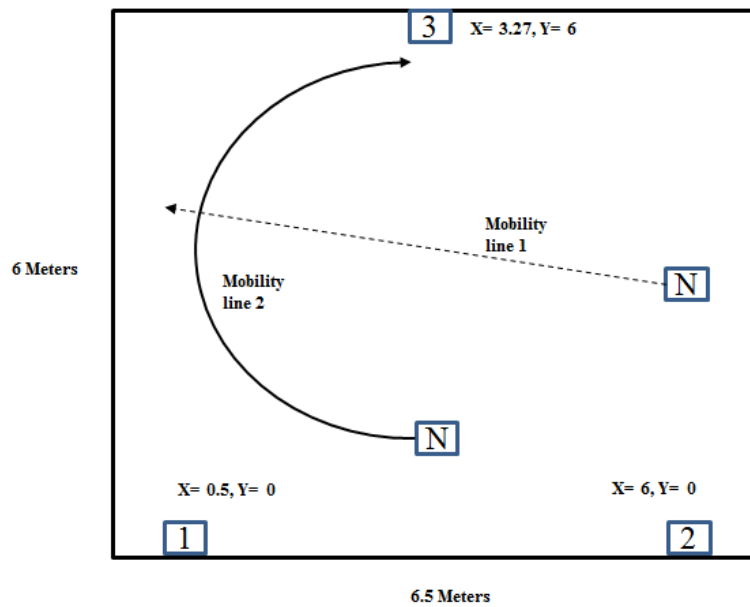 3
X= 3.27, Y= 6
Mobility
line 1
6 Meters
Mobility
line 2
N
N
X= 0.5, Y= 0
X= 6, Y= 0
1
2
6.5 Meters